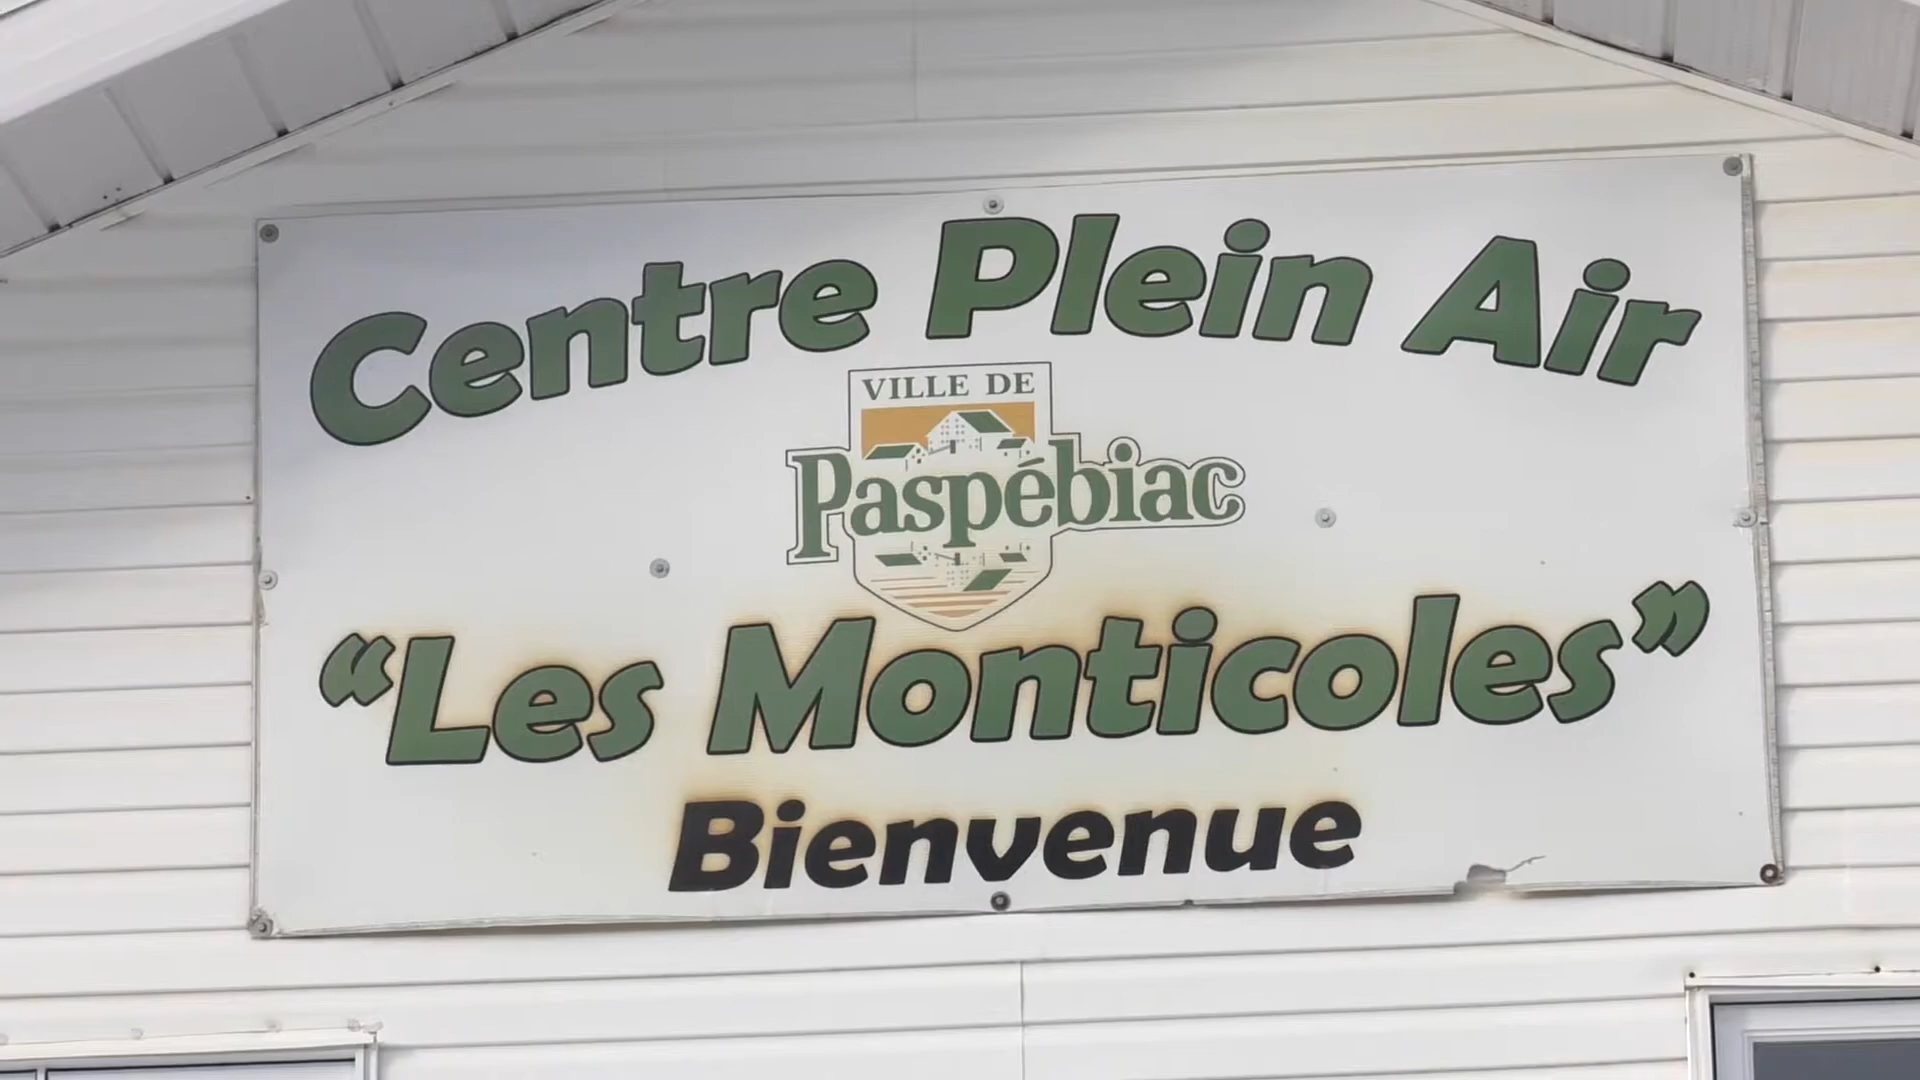 Centre Plein Air
VILLE DE
Paspébiac
“Les Monticoles”
Bienvenue